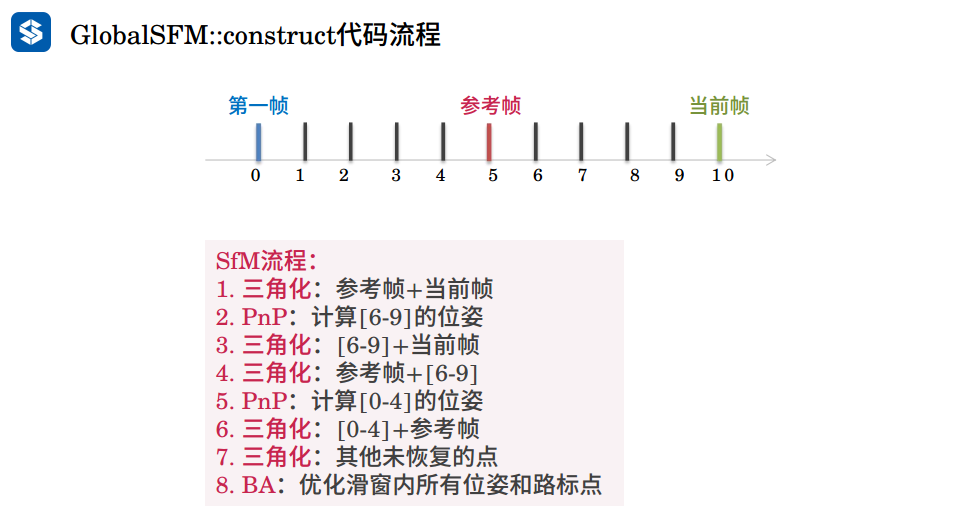 GlobalSFM::construct代码流程
第一帧 参考帧 当前帧
0 1 2 3 4 5 6 7 8 9 10
SfM流程：
1. 三角化：参考帧+当前帧
2. PnP：计算[6-9]的位姿
3. 三角化：[6-9]+当前帧
4. 三角化：参考帧+[6-9]
5. PnP：计算[0-4]的位姿
6. 三角化：[0-4]+参考帧
7. 三角化：其他未恢复的点
8. BA：优化滑窗内所有位姿和路标点